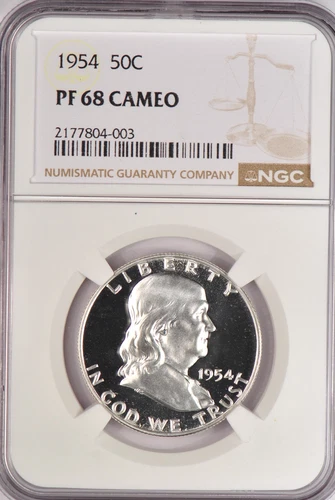 1954 50C
PF 68 CAMEO
2177804-003
NUMISMATIC GUARANTY COMPANY NGC
LIBERTY
1954
IN GOD WE TRUST